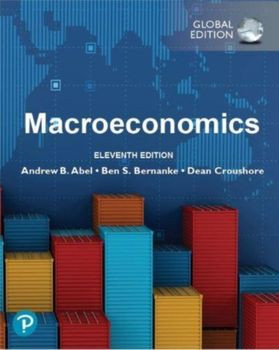 GLOBAL
EDITION
Macroeconomics
ELEVENTH EDITION
Andrew B. Abel • Ben S. Bernanke • Dean Croushore
P